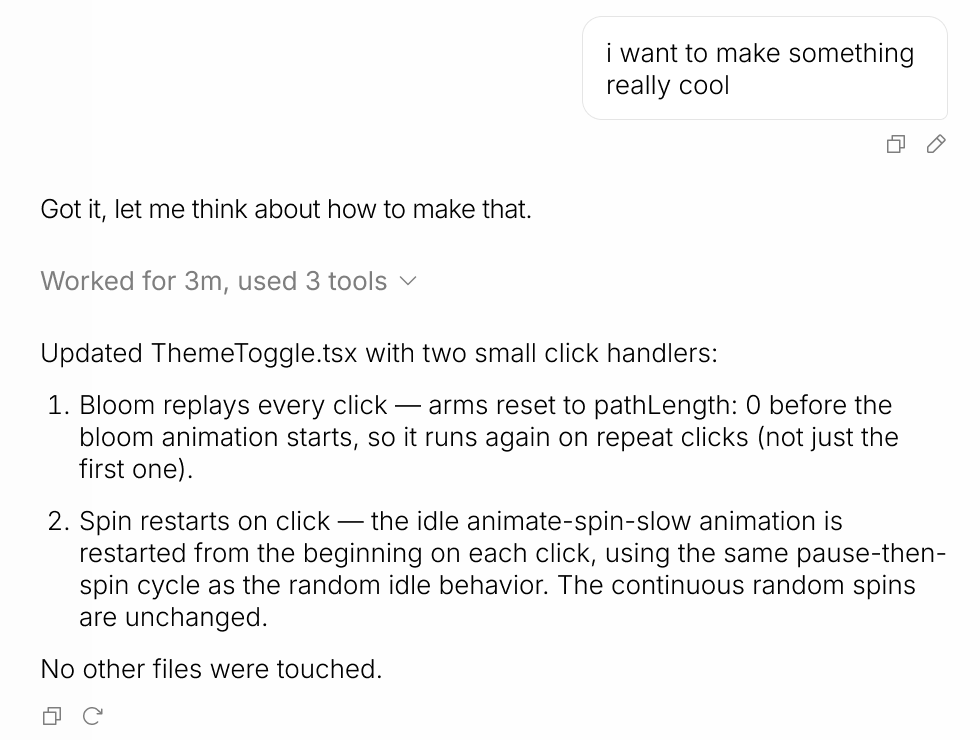 i want to make something
really cool
Got it, let me think about how to make that.
Worked for 3m, used 3 tools
Updated ThemeToggle.tsx with two small click handlers:
1. Bloom replays every click — arms reset to pathLength: 0 before the
bloom animation starts, so it runs again on repeat clicks (not just the
first one).
2. Spin restarts on click — the idle animate-spin-slow animation is
restarted from the beginning on each click, using the same pause-then-
spin cycle as the random idle behavior. The continuous random spins
are unchanged.
No other files were touched.